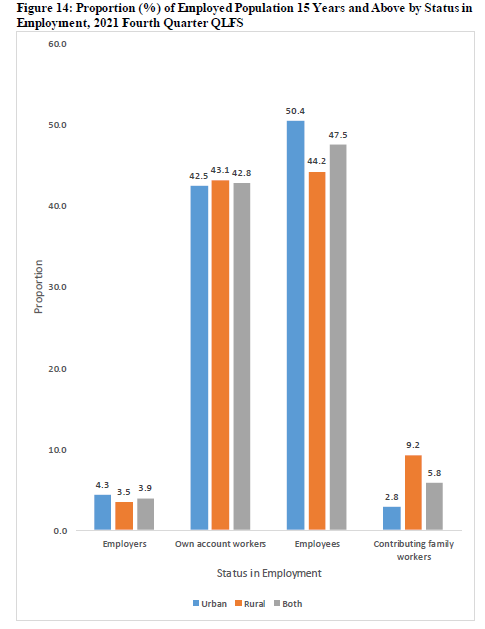 Figure 14: Proportion (%) of Employed Population 15 Years and Above by Status in
Employment, 2021 Fourth Quarter QLFS
60.0
50.0
40.0
30.0
20.0
10.0
0.0
Proportion
4.3
3.5
3.9
42.5
43.1
42.8
50.4
44.2
47.5
2.8
9.2
5.8
Employers
Own account workers
Employees
Contributing family
workers
Status in Employment
Urban
Rural
Both